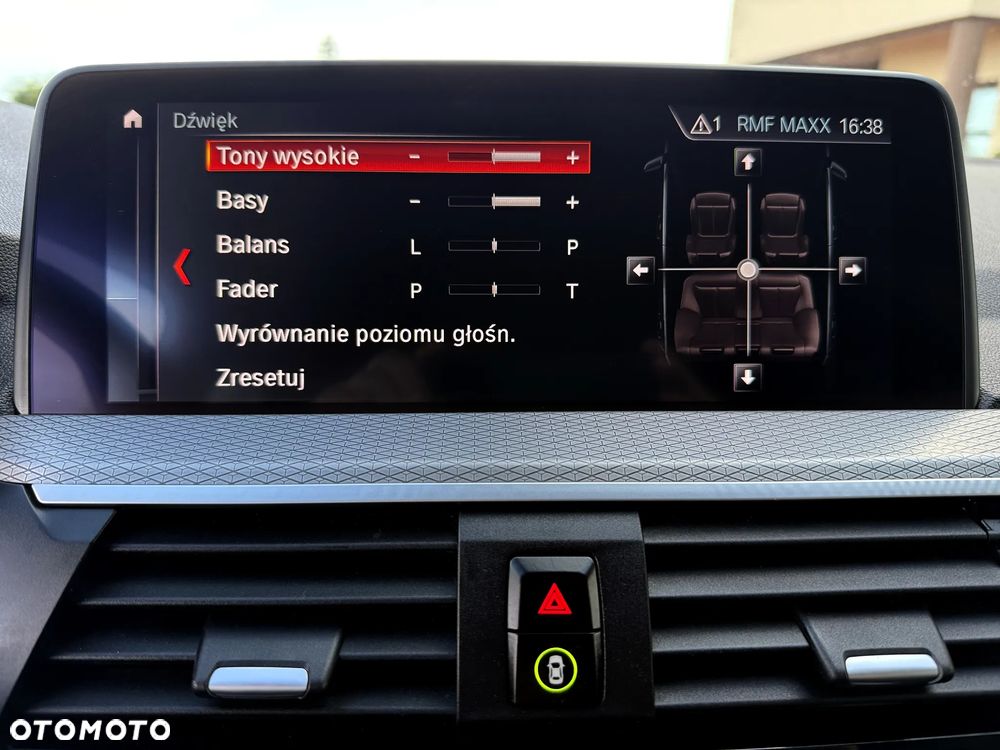 Dźwięk
1 RMF MAXX 16:38
Tony wysokie - +
Basy - +
Balans L P
Fader P T
Wyrównanie poziomu głośn.
Zresetuj
OTOMOTO